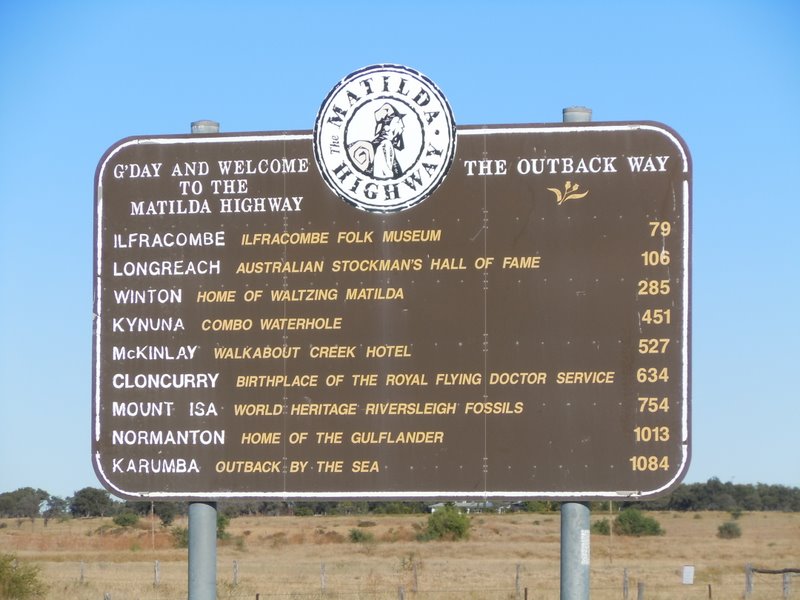 The MATILDA HIGHWAY
G'DAY AND WELCOME
TO THE
MATILDA HIGHWAY
THE OUTBACK WAY
ILFRACOMBE ILFRACOMBE FOLK MUSEUM 79
LONGREACH AUSTRALIAN STOCKMAN'S HALL OF FAME 106
WINTON HOME OF WALTZING MATILDA 285
KYNUNA COMBO WATERHOLE 451
McKINLAY WALKABOUT CREEK HOTEL 527
CLONCURRY BIRTHPLACE OF THE ROYAL FLYING DOCTOR SERVICE 634
MOUNT ISA WORLD HERITAGE RIVERSLEIGH FOSSILS 754
NORMANTON HOME OF THE GULFLANDER 1013
KARUMBA OUTBACK BY THE SEA 1084